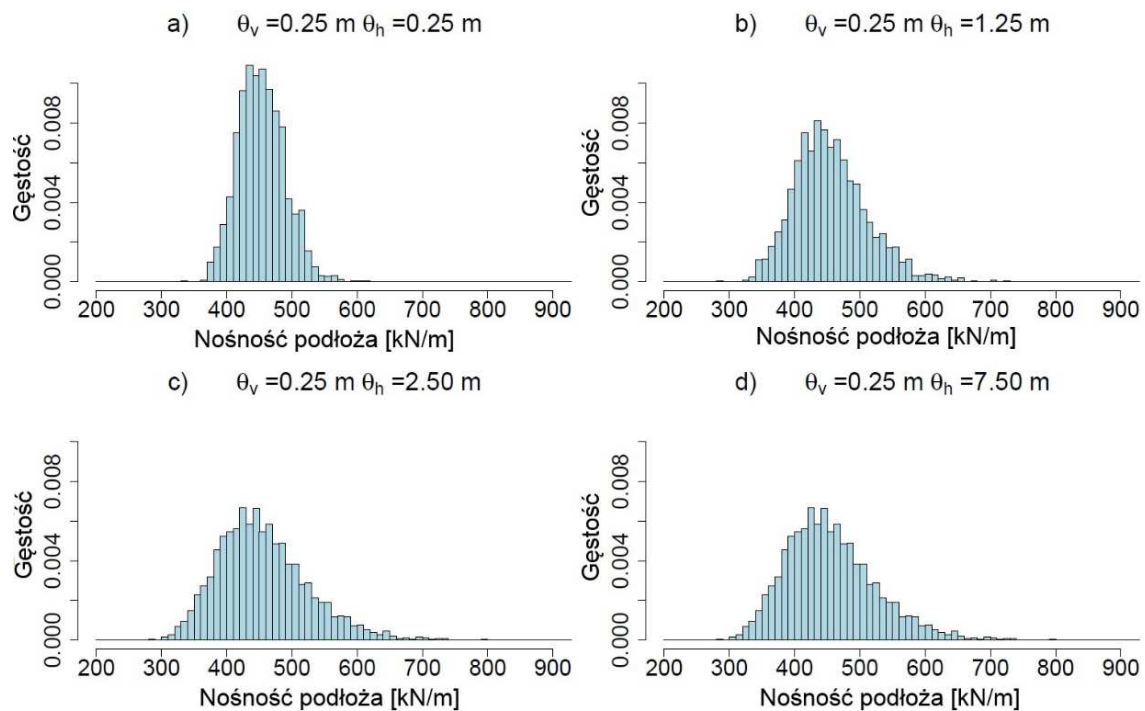 a) θv =0.25 m θh =0.25 m
0.008
0.004
0.000
Gęstość
200 300 400 500 600 700 800 900
Nośność podłoża [kN/m]
b) θv =0.25 m θh =1.25 m
0.008
0.004
0.000
Gęstość
200 300 400 500 600 700 800 900
Nośność podłoża [kN/m]
c) θv =0.25 m θh =2.50 m
0.008
0.004
0.000
Gęstość
200 300 400 500 600 700 800 900
Nośność podłoża [kN/m]
d) θv =0.25 m θh =7.50 m
0.008
0.004
0.000
Gęstość
200 300 400 500 600 700 800 900
Nośność podłoża [kN/m]